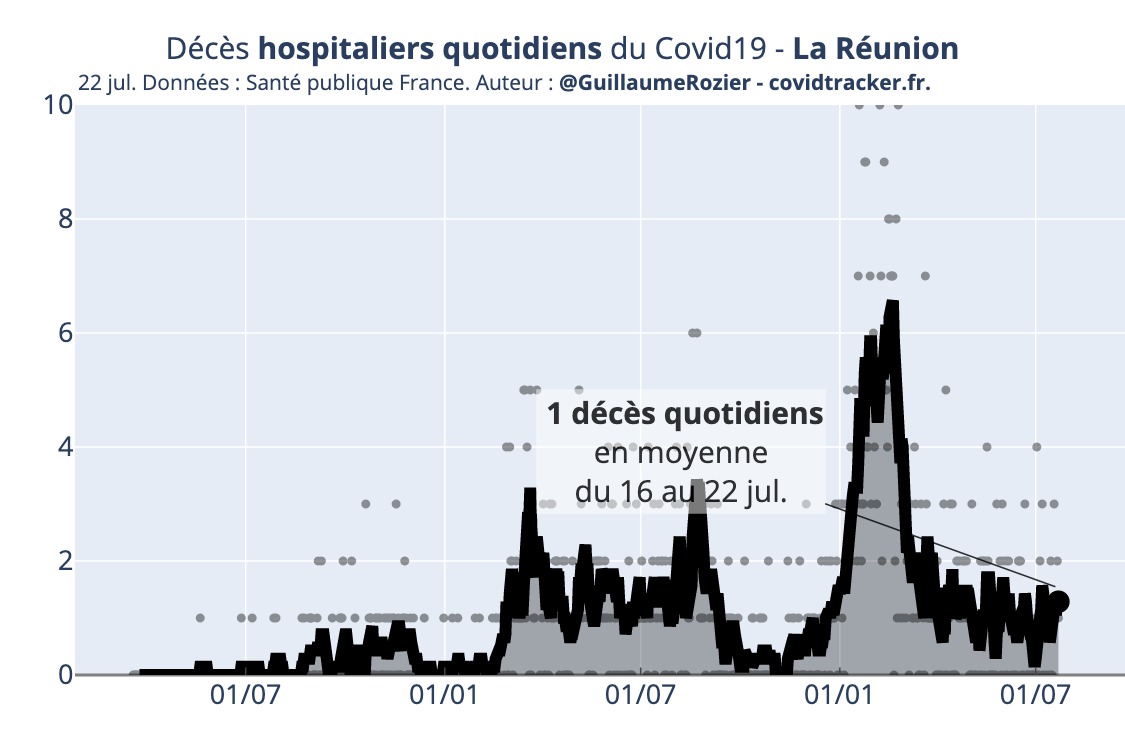 Décès hospitaliers quotidiens du Covid19 - La Réunion
22 jul. Données : Santé publique France. Auteur : @GuillaumeRozier - covidtracker.fr.
10
8
6
4
2
0
1 décès quotidiens
en moyenne
du 16 au 22 jul.
01/07 01/01 01/07 01/01 01/07